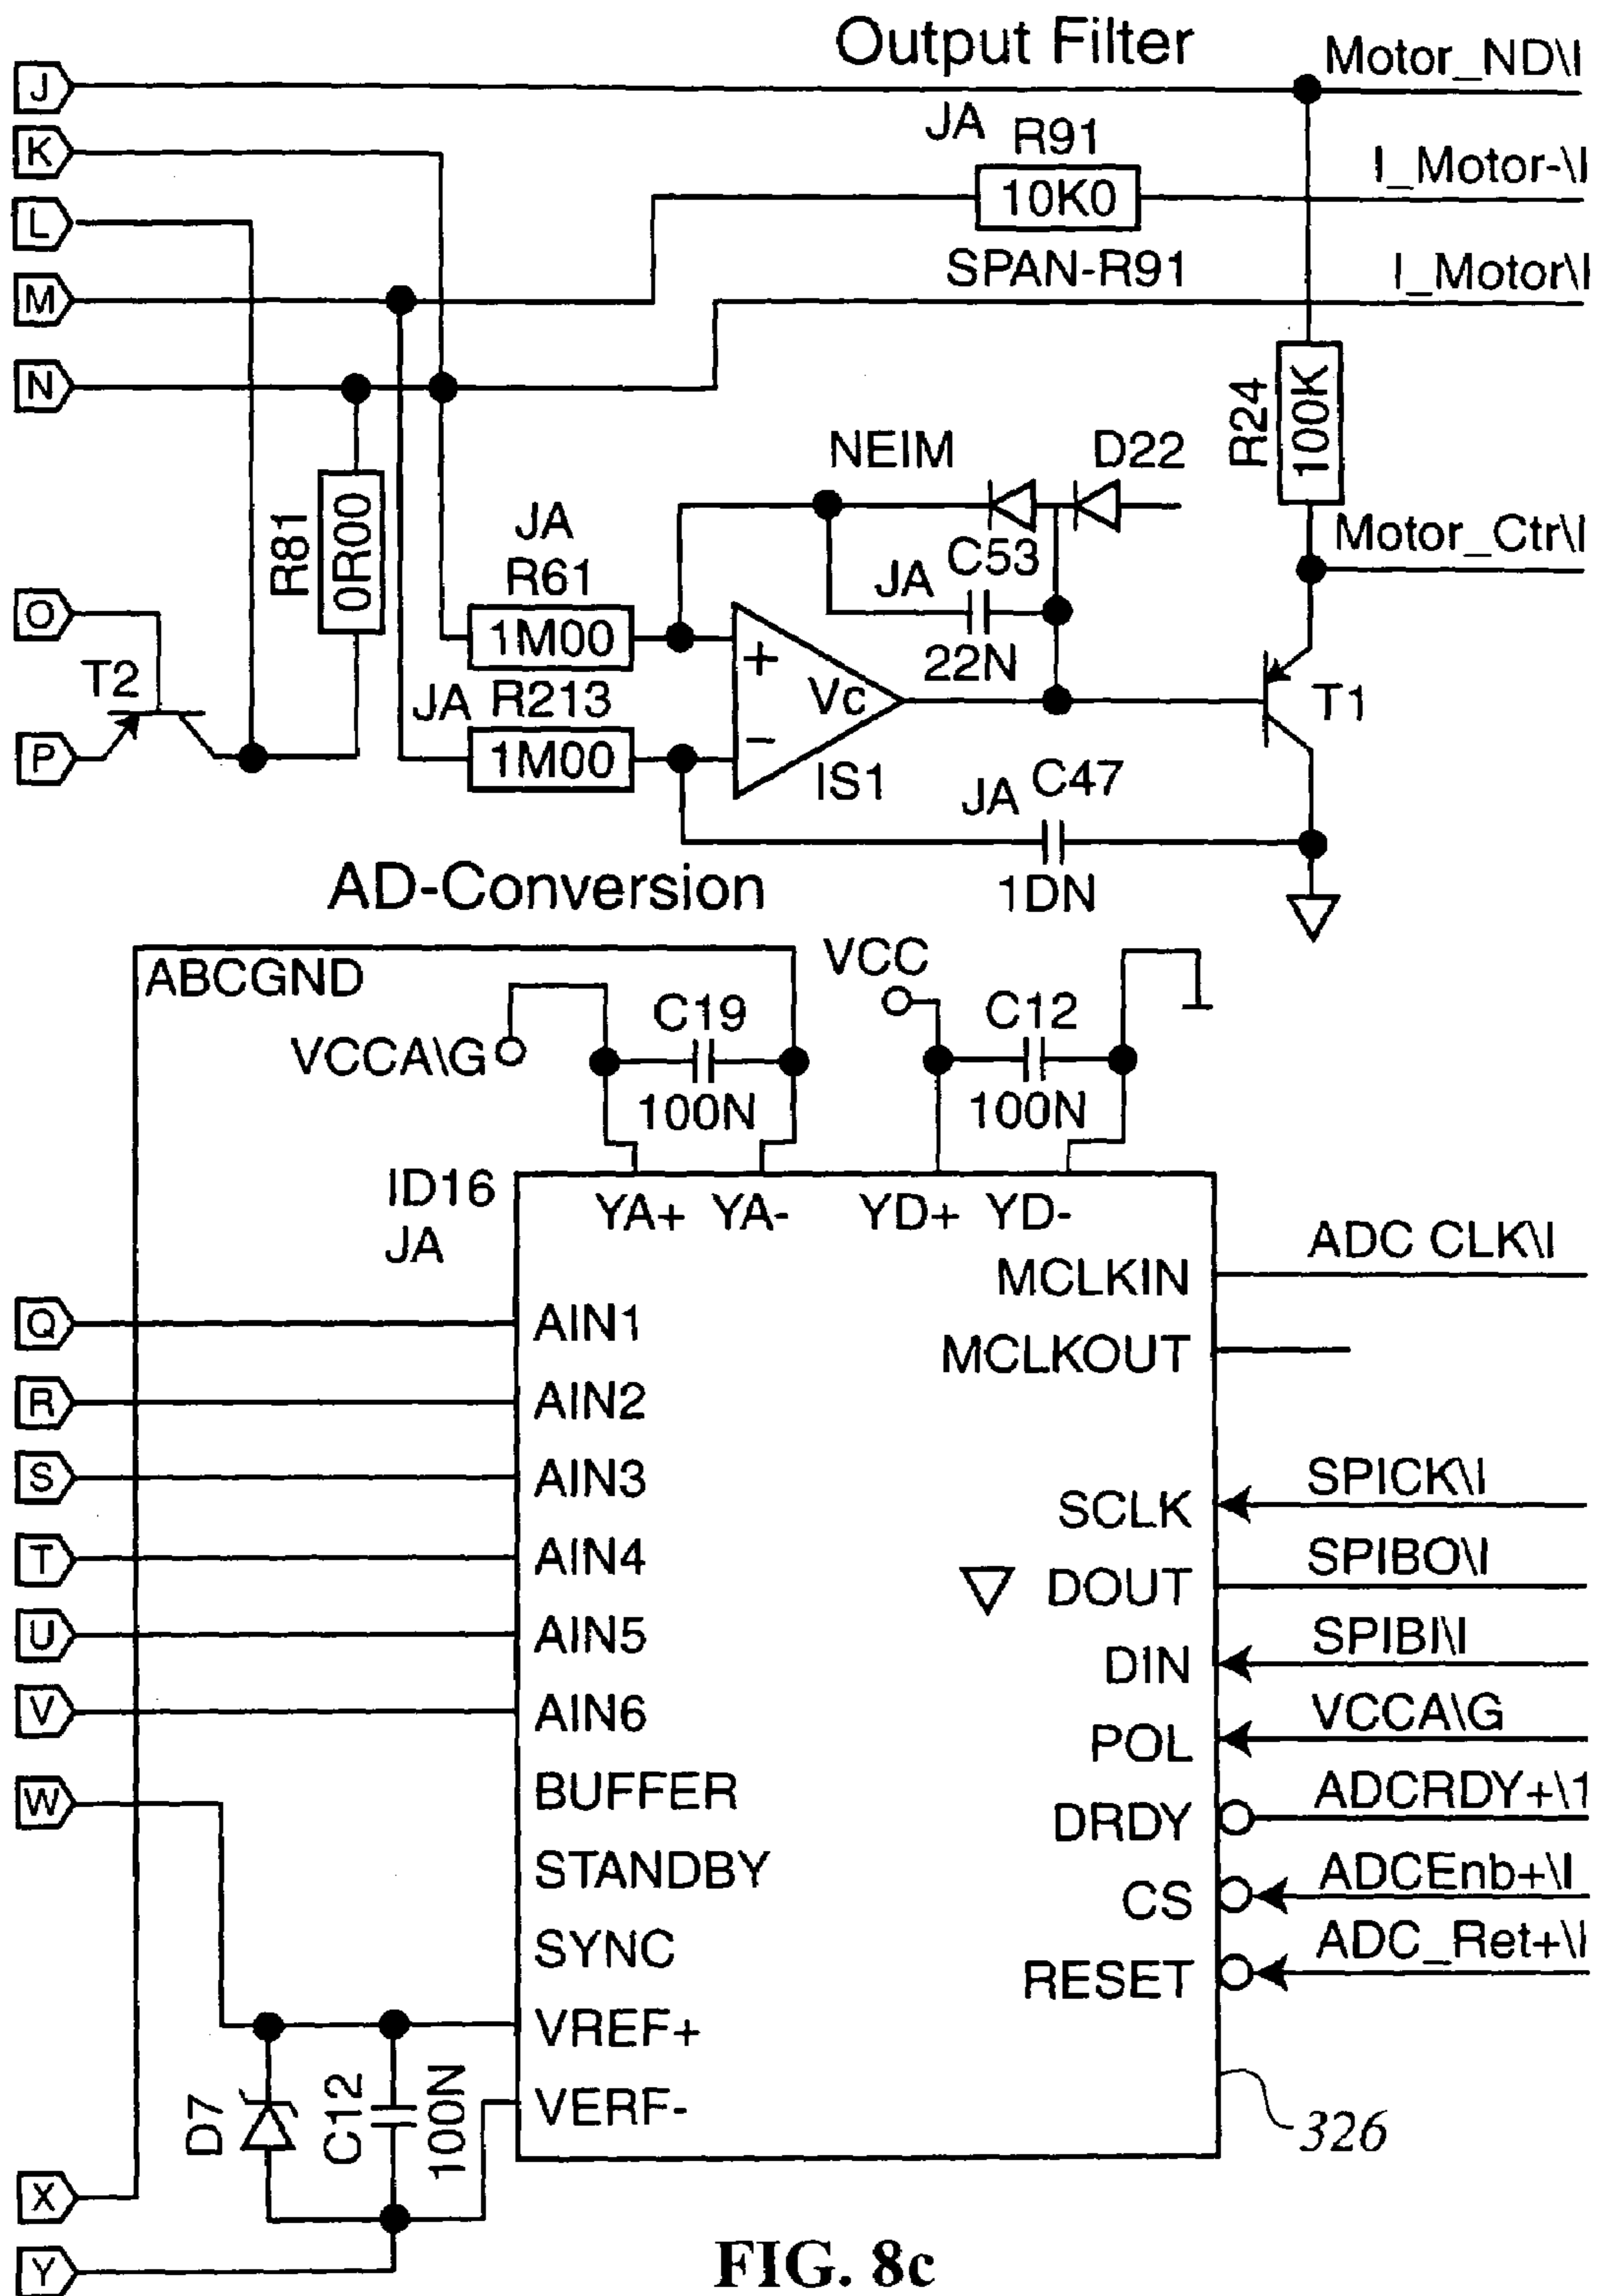 Output Filter
Motor_ND\I
J
JA
R91
K
10K0
I_Motor-\I
L
SPAN-R91
I_Motor\I
M
N
R24
100K
NEIM
D22
R81
0R00
JA
R61
C53
JA
Motor_Ctr\I
O
1M00
+
22N
T2
JA
R213
Vc
T1
P
1M00
–
IS1
JA
C47
1DN
AD-Conversion
ABCGND
VCC
C19
C12
VCCA\G
100N
100N
ID16
JA
YA+
YA-
YD+
YD-
ADC CLK\I
MCLKIN
Q
AIN1
MCLKOUT
R
AIN2
S
AIN3
SPICK\I
SCLK
T
AIN4
SPIBO\I
DOUT
U
AIN5
SPIBI\I
DIN
V
AIN6
VCCA\G
POL
W
BUFFER
ADCRDY+\1
DRDY
STANDBY
ADCEnb+\I
CS
SYNC
ADC_Ret+\I
RESET
VREF+
D7
C12
100N
VERF-
326
X
Y
FIG. 8c